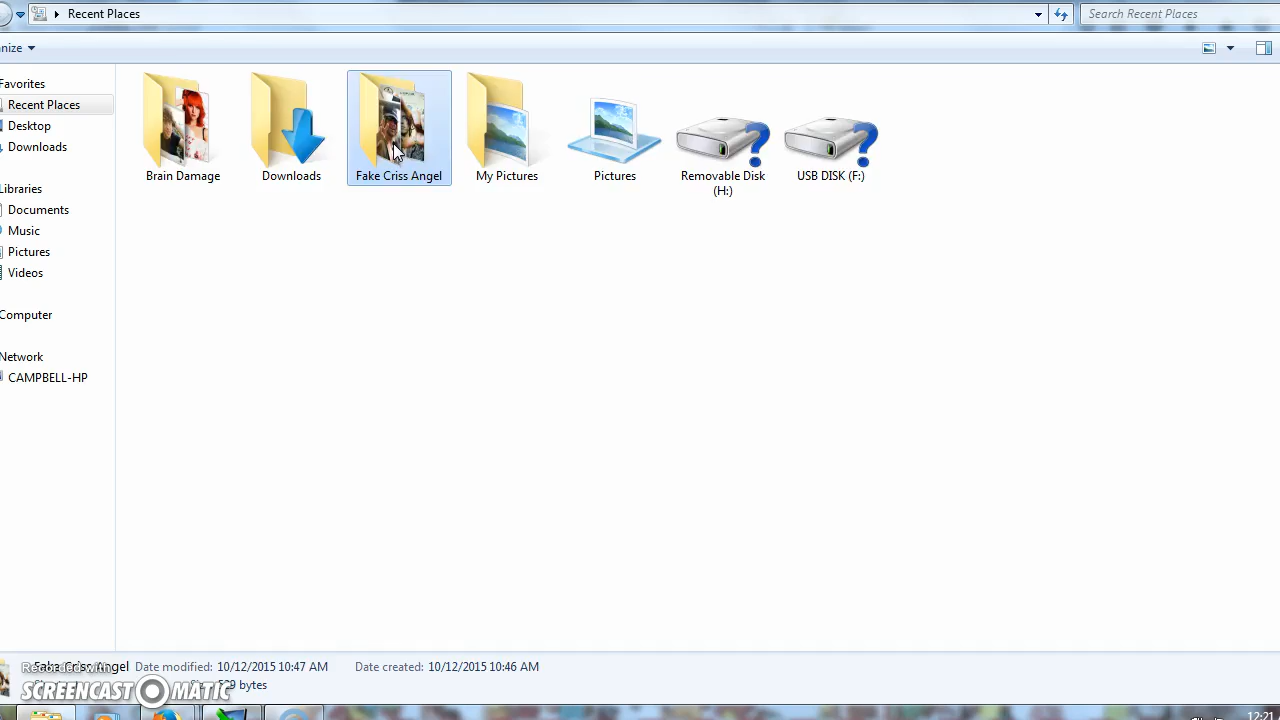 Recent Places
Search Recent Places
nize
Favorites
Recent Places
Desktop
Downloads
Libraries
Documents
Music
Pictures
Videos
Computer
Network
CAMPBELL-HP
Brain Damage
Downloads
Fake Criss Angel
My Pictures
Pictures
Removable Disk
(H:)
USB DISK (F:)
Fake Criss Angel Date modified: 10/12/2015 10:47 AM Date created: 10/12/2015 10:46 AM
Recorded with
SCREENCAST MATIC
bytes
12:21